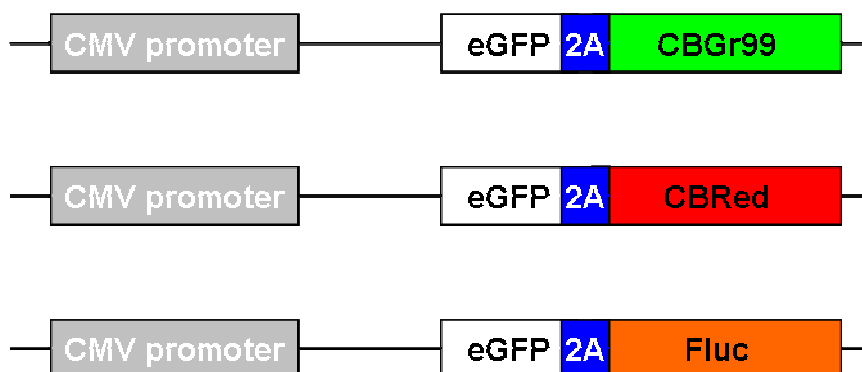 CMV promoter eGFP 2A CBGr99
CMV promoter eGFP 2A CBRed
CMV promoter eGFP 2A Fluc